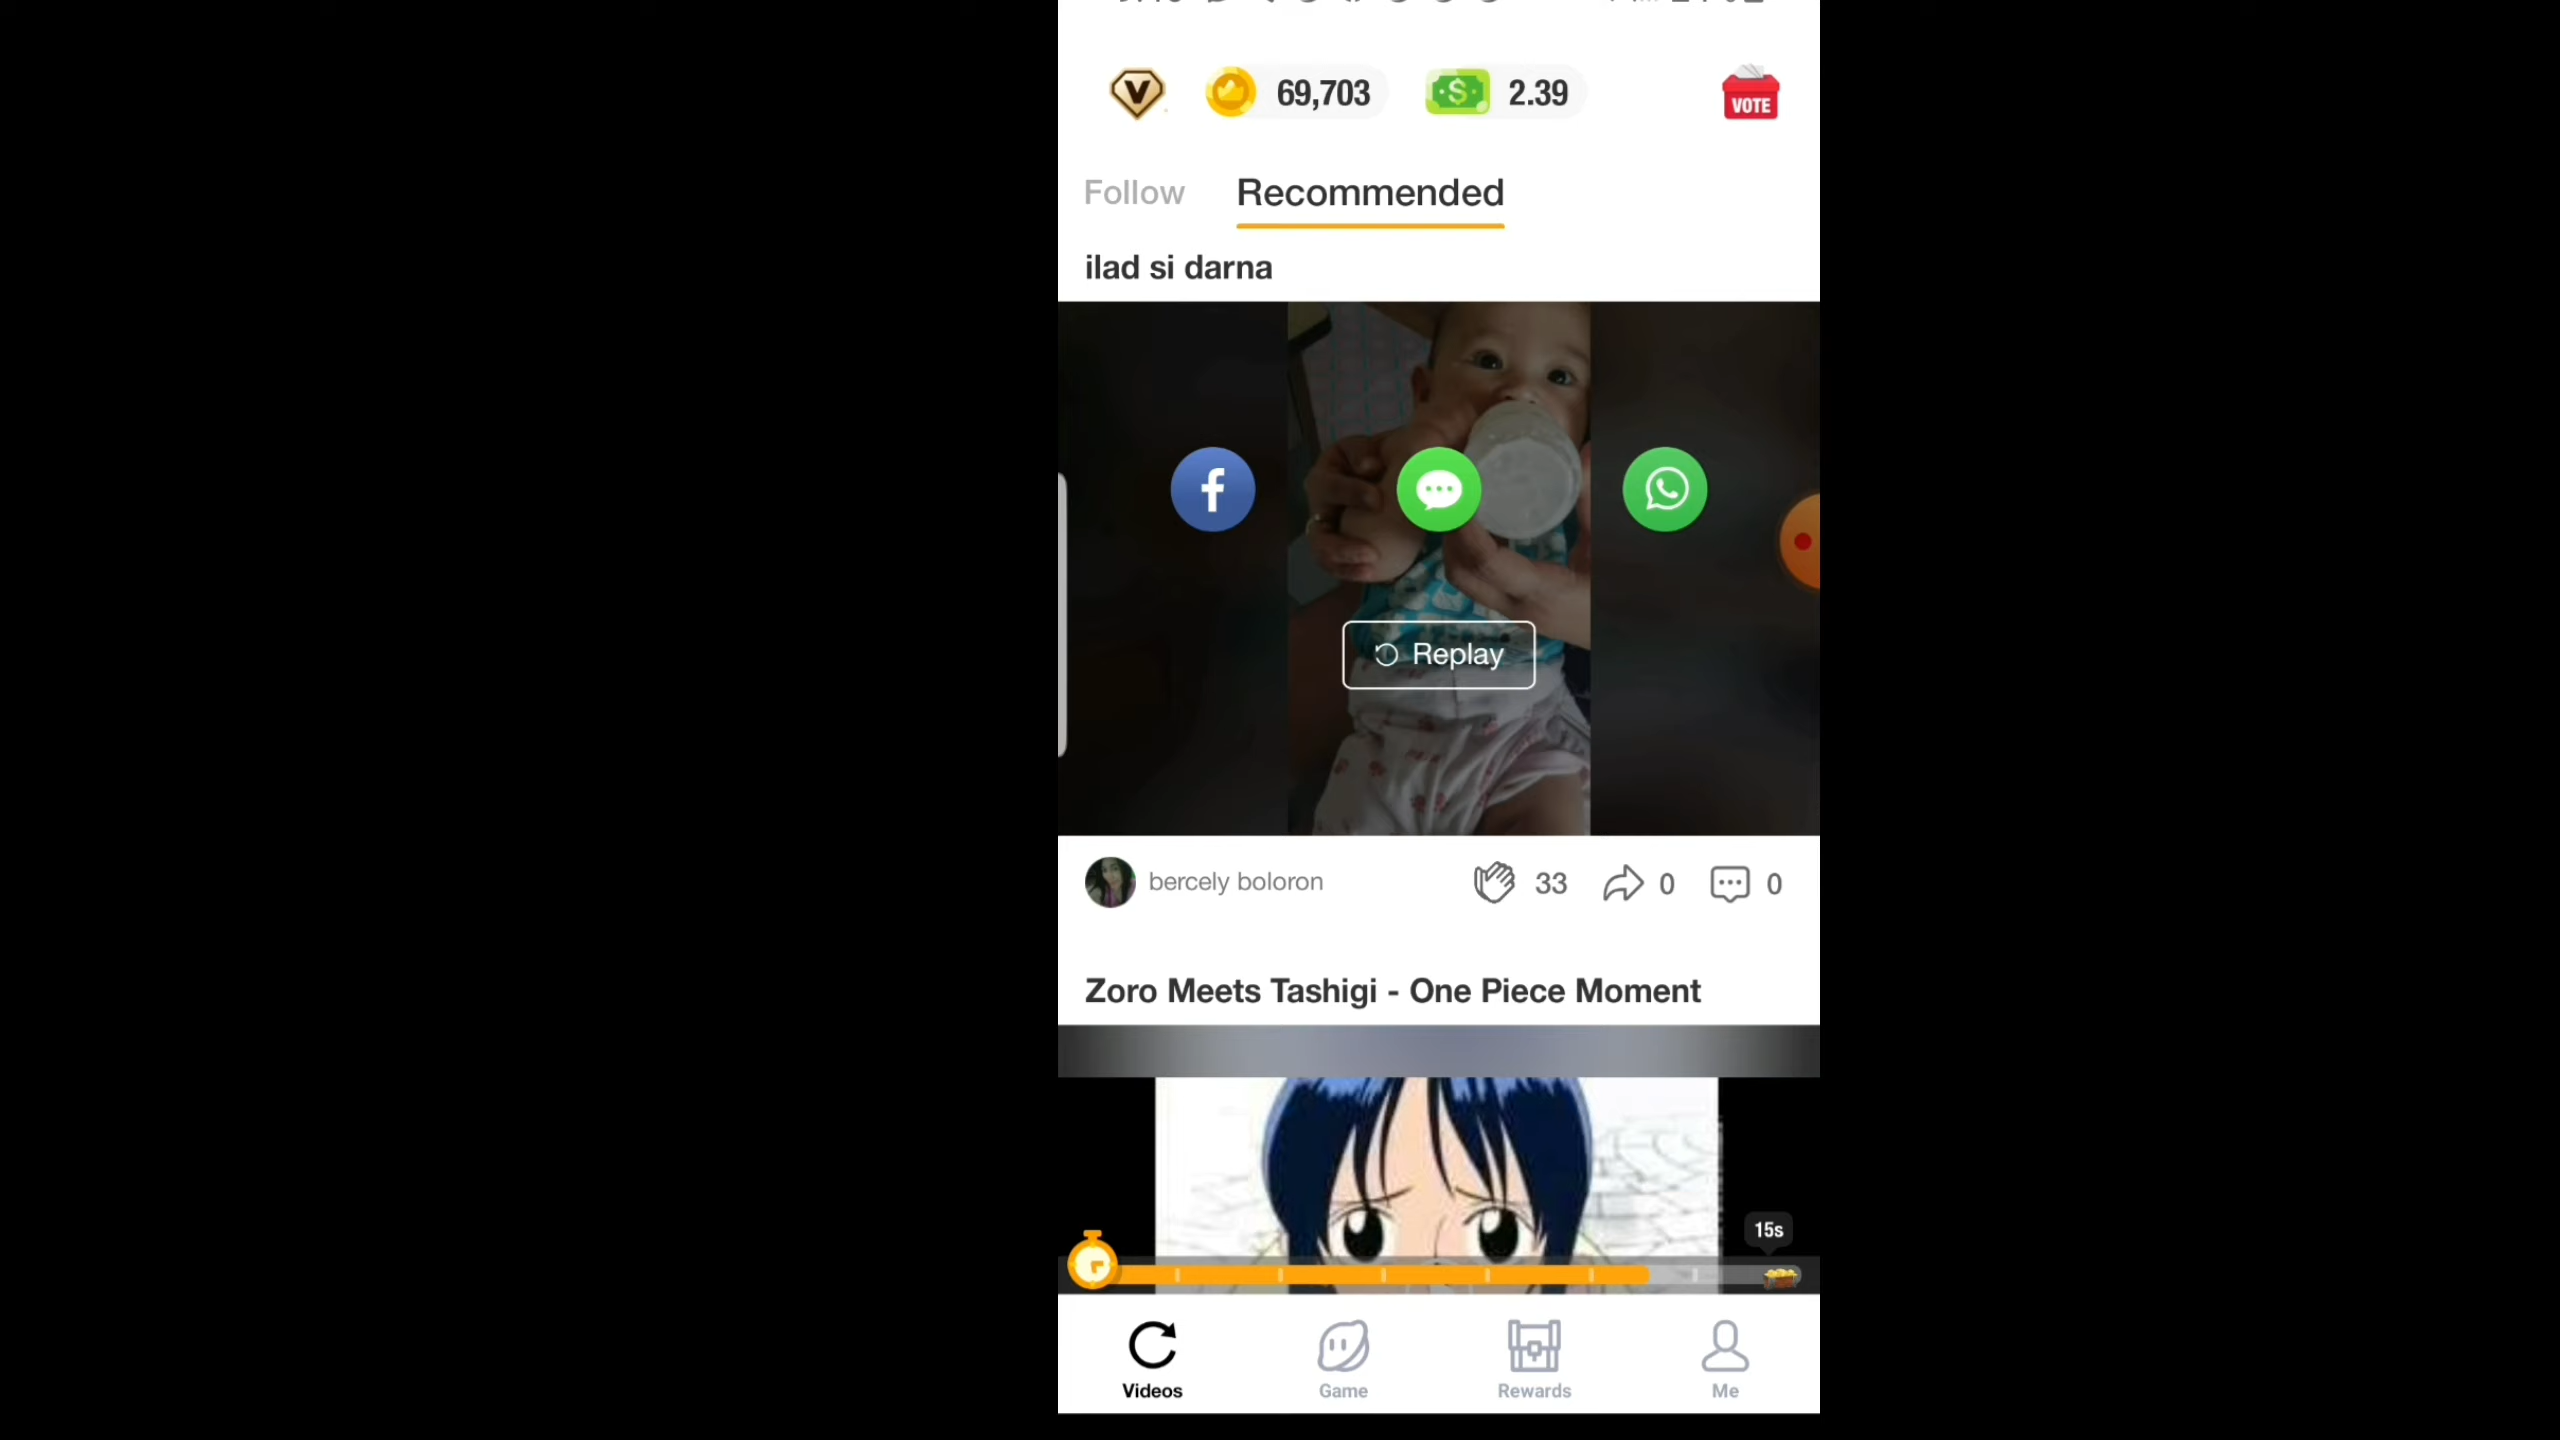 69,703 2.39 VOTE
Follow Recommended
ilad si darna
Replay
bercely boloron 33 0 0
Zoro Meets Tashigi - One Piece Moment
15s
Videos Game Rewards Me